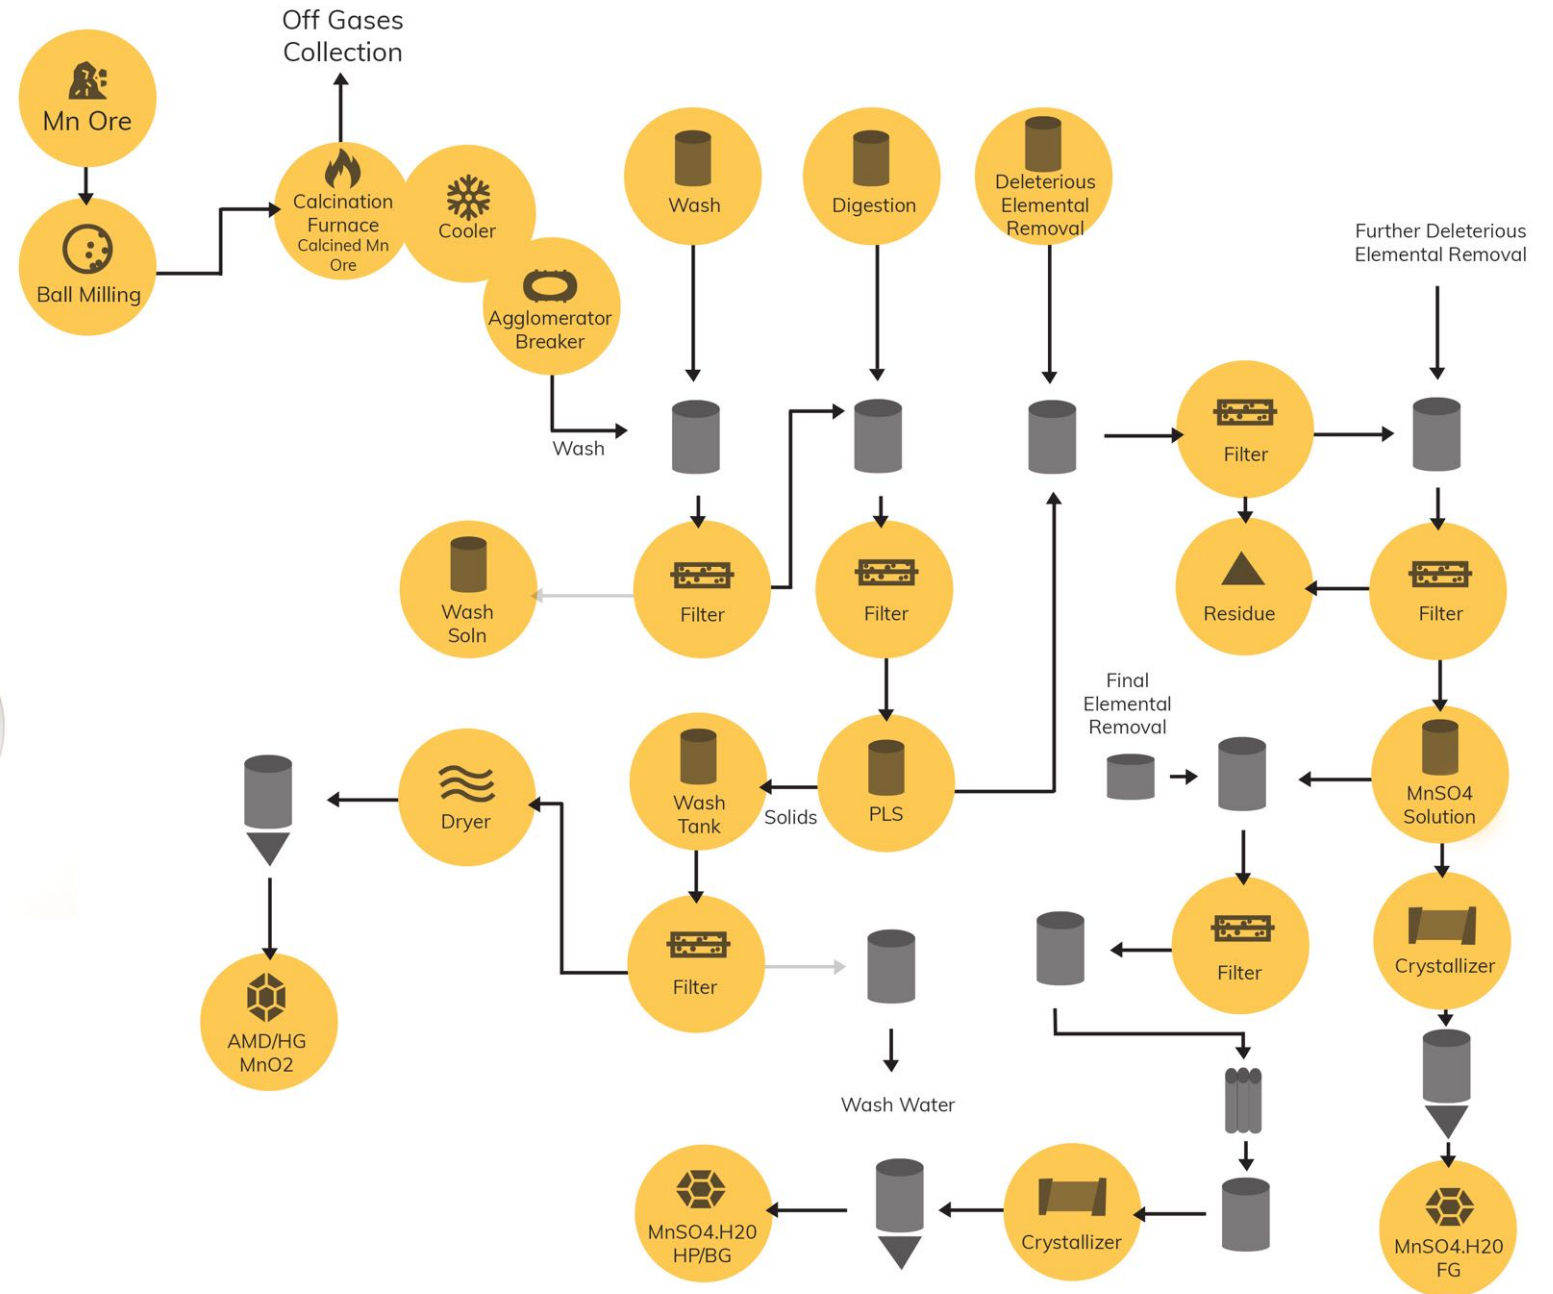 Off Gases
Collection
Mn Ore
Ball Milling
Calcination
Furnace
Calcined Mn
Ore
Cooler
Agglomerator
Breaker
Wash
Digestion
Deleterious
Elemental
Removal
Further Deleterious
Elemental Removal
Wash
Filter
Wash
Soln
Filter
Filter
Residue
Filter
Final
Elemental
Removal
Dryer
Wash
Tank
Solids
PLS
MnSO4
Solution
Filter
Filter
Crystallizer
AMD/HG
MnO2
Wash Water
MnSO4.H20
HP/BG
Crystallizer
MnSO4.H20
FG